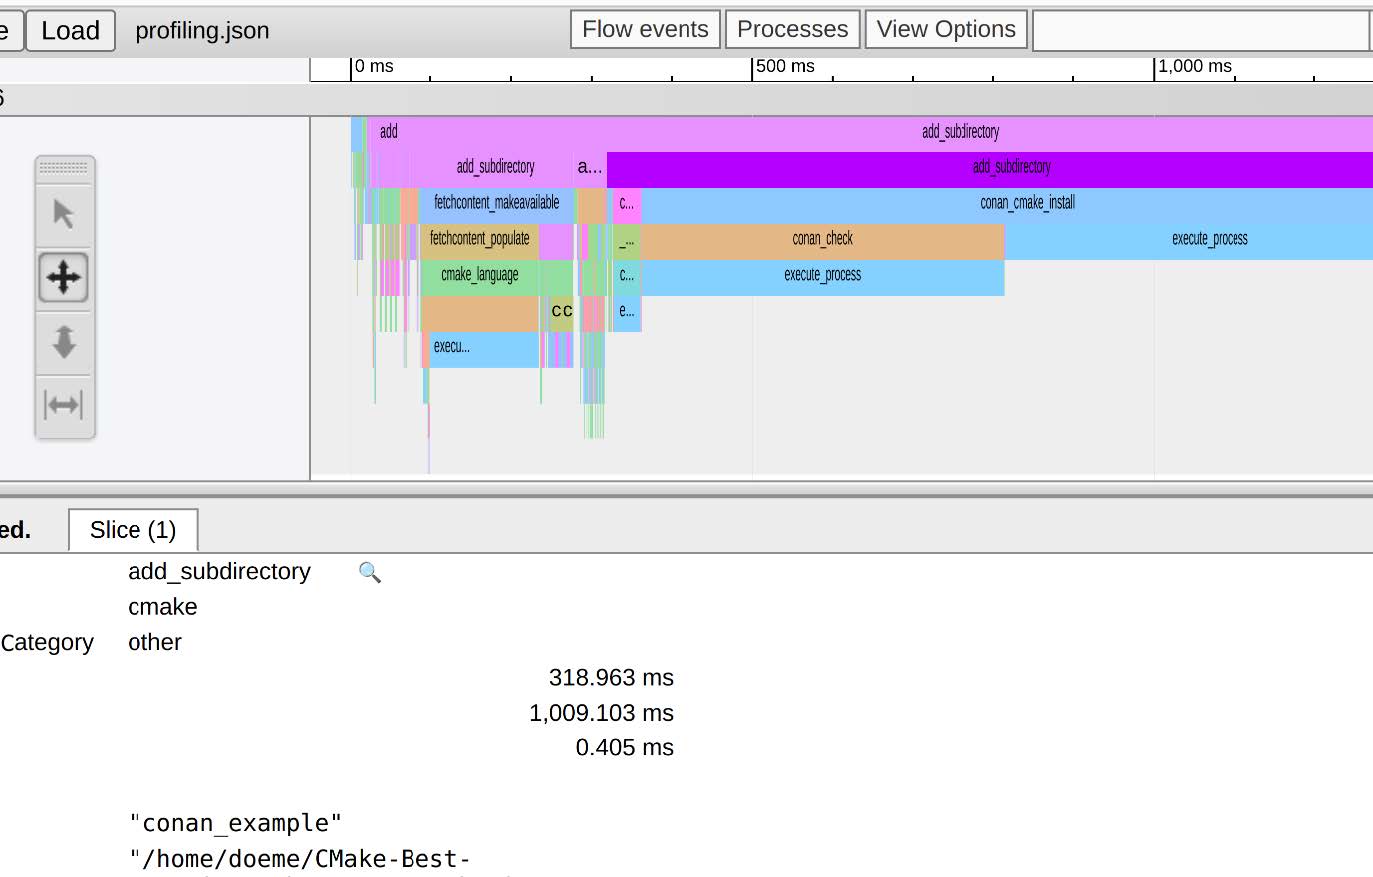 e Load profiling.json Flow events Processes View Options
0 ms 500 ms 1,000 ms
6
add add_subdirectory
add_subdirectory a... add_subdirectory
fetchcontent_makeavailable c... conan_cmake_install
fetchcontent_populate _... conan_check execute_process
cmake_language c... execute_process
cc e...
execu...
ed. Slice (1)
add_subdirectory
cmake
Category other
318.963 ms
1,009.103 ms
0.405 ms
"conan_example"
"/home/doeme/CMake-Best-